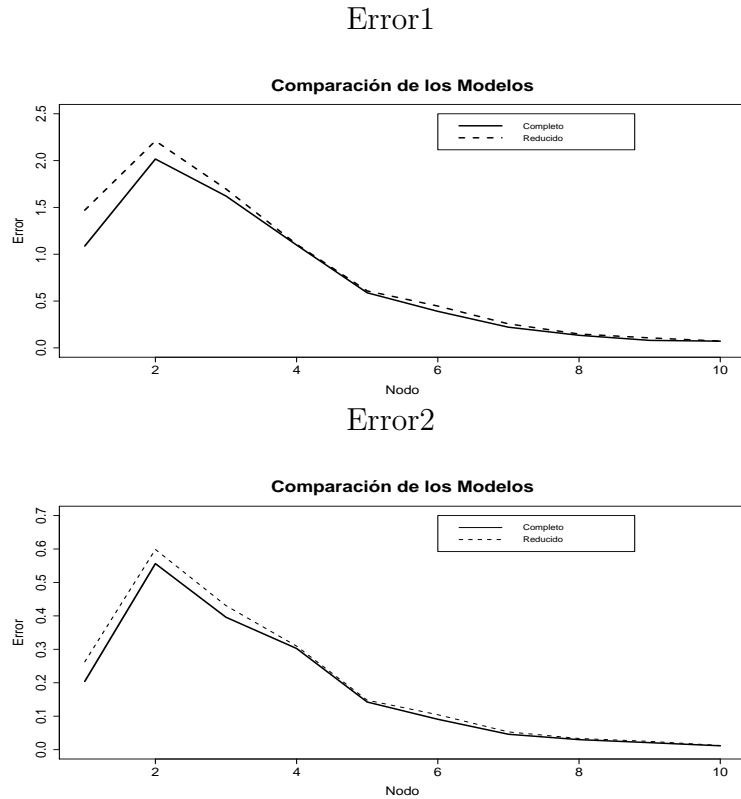 Error1
Comparación de los Modelos
Completo
Reducido
Error
0.0 0.5 1.0 1.5 2.0 2.5
2 4 6 8 10
Nodo
Error2
Comparación de los Modelos
Completo
Reducido
Error
0.0 0.1 0.2 0.3 0.4 0.5 0.6 0.7
2 4 6 8 10
Nodo